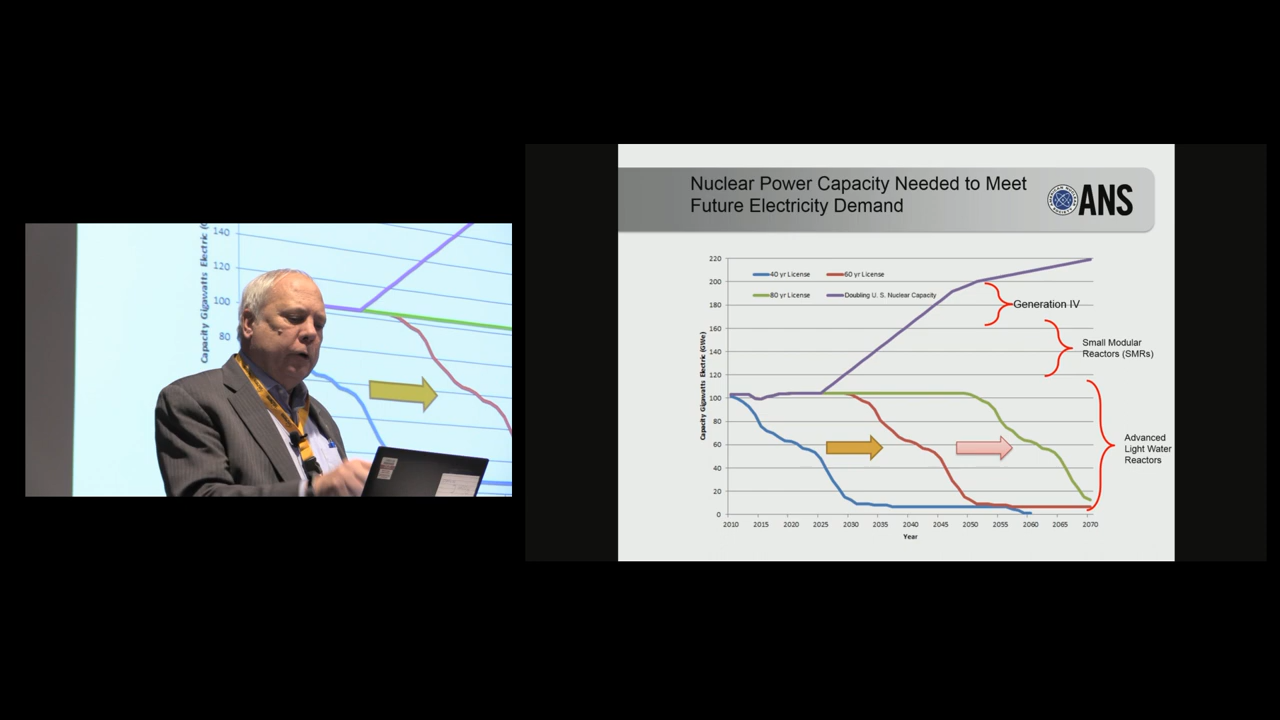 140
120
100
80
Capacity Gigawatts Electric (G
Nuclear Power Capacity Needed to Meet
Future Electricity Demand
ANS
220
200
180
160
140
120
100
80
60
40
20
0
Capacity Gigawatts Electric (GWe)
40 yr License
60 yr License
80 yr License
Doubling U. S. Nuclear Capacity
Generation IV
Small Modular
Reactors (SMRs)
Advanced
Light Water
Reactors
2010 2015 2020 2025 2030 2035 2040 2045 2050 2055 2060 2065 2070
Year